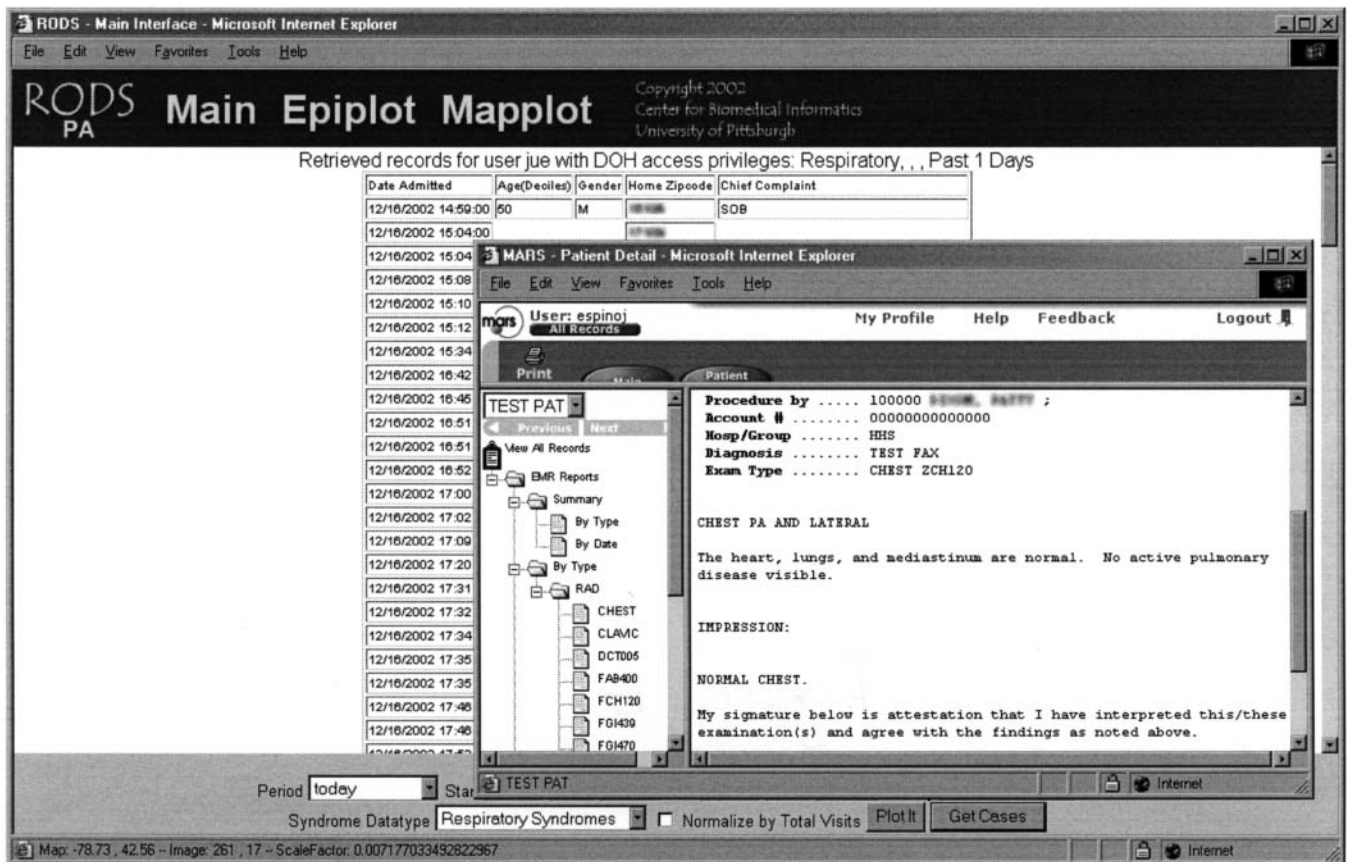 RODS - Main Interface - Microsoft Internet Explorer
File Edit View Favorites Tools Help
RODS PA Main Epiplot Mapplot
Copyright 2002
Center for Biomedical Informatics
University of Pittsburgh
Retrieved records for user jue with DOH access privileges: Respiratory, , , Past 1 Days
Date Admitted Age(Deciles) Gender Home Zipcode Chief Complaint
12/16/2002 14:59:00 50 M SOB
12/16/2002 15:04:00
12/16/2002 15:04
12/16/2002 15:08
12/16/2002 15:10
12/16/2002 15:12
12/16/2002 15:34
12/16/2002 16:42
12/16/2002 16:45
12/16/2002 16:51
12/16/2002 16:51
12/16/2002 16:52
12/16/2002 17:00
12/16/2002 17:02
12/16/2002 17:09
12/16/2002 17:20
12/16/2002 17:31
12/16/2002 17:32
12/16/2002 17:34
12/16/2002 17:35
12/16/2002 17:35
12/16/2002 17:46
12/16/2002 17:46
MARS - Patient Detail - Microsoft Internet Explorer
File Edit View Favorites Tools Help
mars User: espinoj My Profile Help Feedback Logout
All Records
Print Main Patient
TEST PAT
Previous Next
View All Records
EMR Reports
Summary
By Type
By Date
By Type
RAD
CHEST
CLAVIC
DCT005
FAB400
FCH120
FGI439
FGI470
Procedure by ..... 100000 ;
Account # ........ 00000000000000
Hosp/Group ....... HHS
Diagnosis ........ TEST FAX
Exam Type ........ CHEST ZCH120
CHEST PA AND LATERAL
The heart, lungs, and mediastinum are normal. No active pulmonary
disease visible.
IMPRESSION:
NORMAL CHEST.
My signature below is attestation that I have interpreted this/these
examination(s) and agree with the findings as noted above.
TEST PAT Internet
Period today Star
Syndrome Datatype Respiratory Syndromes Normalize by Total Visits Plot It Get Cases
Map: -78.73 , 42.56 -- Image: 261 , 17 -- ScaleFactor: 0.007177033492822967 Internet